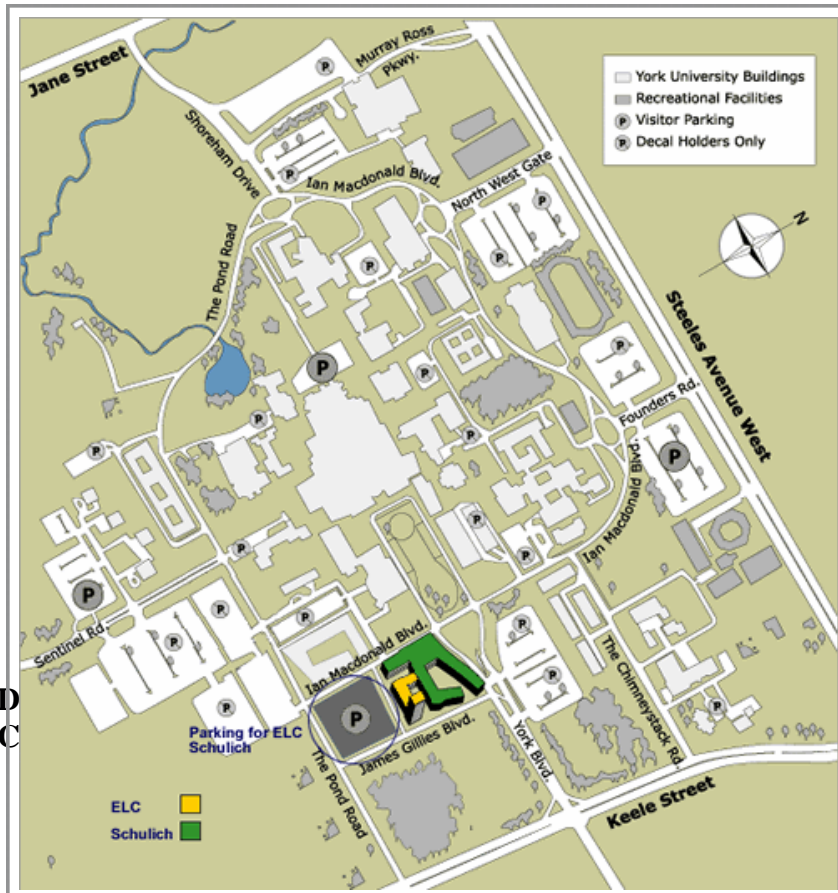 Jane Street
Murray Ross
Pkwy.
York University Buildings
Recreational Facilities
P Visitor Parking
P Decal Holders Only
P
Shoreham Drive
P
Ian Macdonald Blvd.
North West Gate
P
N
P
P
The Pond Road
Steeles Avenue West
P
P
P
Founders Rd.
P
P
P
P
Ian Macdonald Blvd.
P
P
P
P
P
P
P
Sentinel Rd.
Ian Macdonald Blvd.
P
The Chimneystack Rd.
P
D
C
P
P
P
Parking for ELC
Schulich
James Gillies Blvd.
York Blvd.
The Pond Road
Keele Street
ELC
Schulich